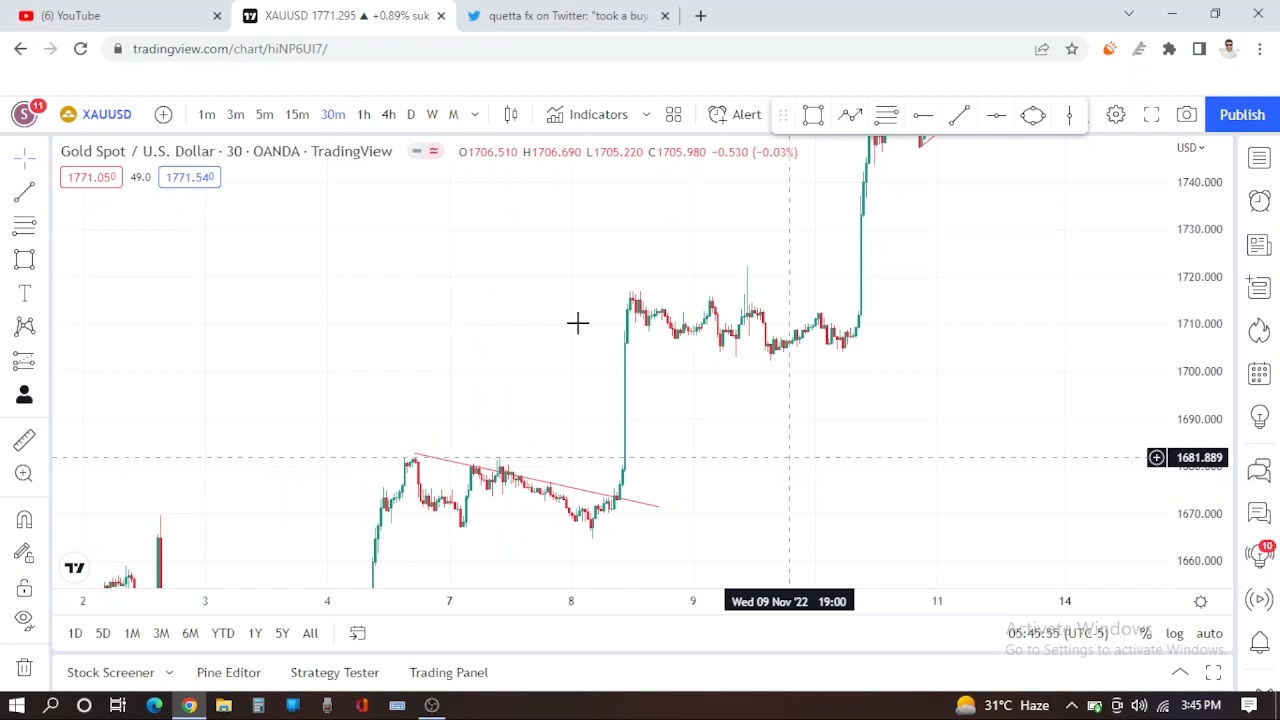 (6) YouTube
XAUUSD 1771.295 ▲ +0.89% suk
quetta fx on Twitter: "took a buy
tradingview.com/chart/hiNP6UI7/
S 11 XAUUSD 1m 3m 5m 15m 30m 1h 4h D W M Indicators Alert Publish
Gold Spot / U.S. Dollar · 30 · OANDA · TradingView O1706.510 H1706.690 L1705.220 C1705.980 −0.530 (−0.03%) USD
1771.050 49.0 1771.540
1740.000
1730.000
1720.000
1710.000
1700.000
1690.000
1681.889
1670.000
1660.000
10
2 3 4 7 8 9 Wed 09 Nov '22 19:00 11 14
1D 5D 1M 3M 6M YTD 1Y 5Y All 05:45:55 (UTC-5) % log auto
Activate Windows
Go to Settings to activate Windows.
Stock Screener Pine Editor Strategy Tester Trading Panel
31°C Haze 3:45 PM